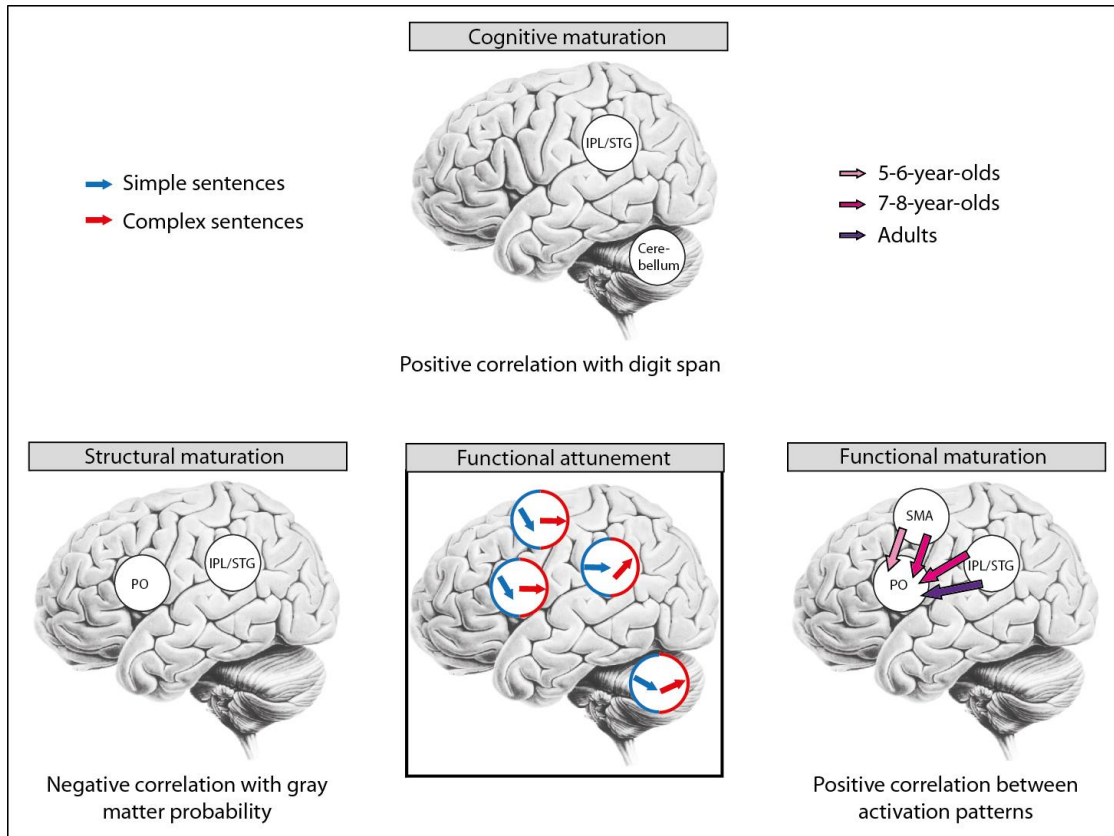 Cognitive maturation
IPL/STG
Cere-
bellum
Simple sentences
Complex sentences
5-6-year-olds
7-8-year-olds
Adults
Positive correlation with digit span
Structural maturation
PO
IPL/STG
Negative correlation with gray
matter probability
Functional attunement
Functional maturation
SMA
PO
IPL/STG
Positive correlation between
activation patterns